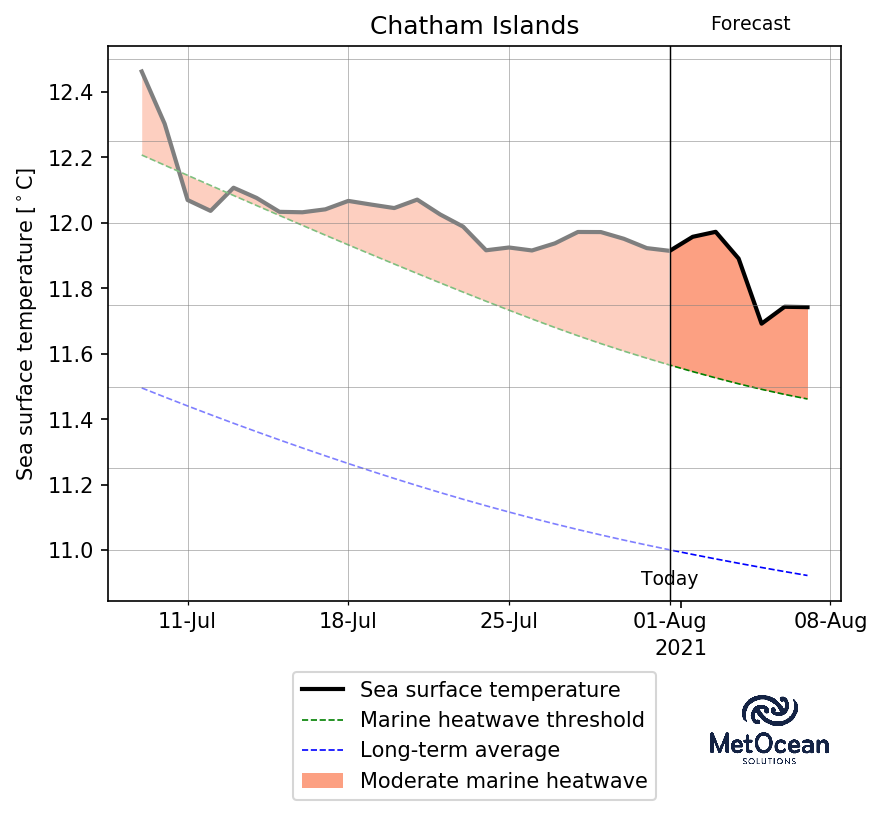 Chatham Islands
Forecast
Sea surface temperature [°C]
12.4
12.2
12.0
11.8
11.6
11.4
11.2
11.0
Today
11-Jul 18-Jul 25-Jul 01-Aug 08-Aug
2021
Sea surface temperature
Marine heatwave threshold
Long-term average
Moderate marine heatwave
MetOcean
SOLUTIONS